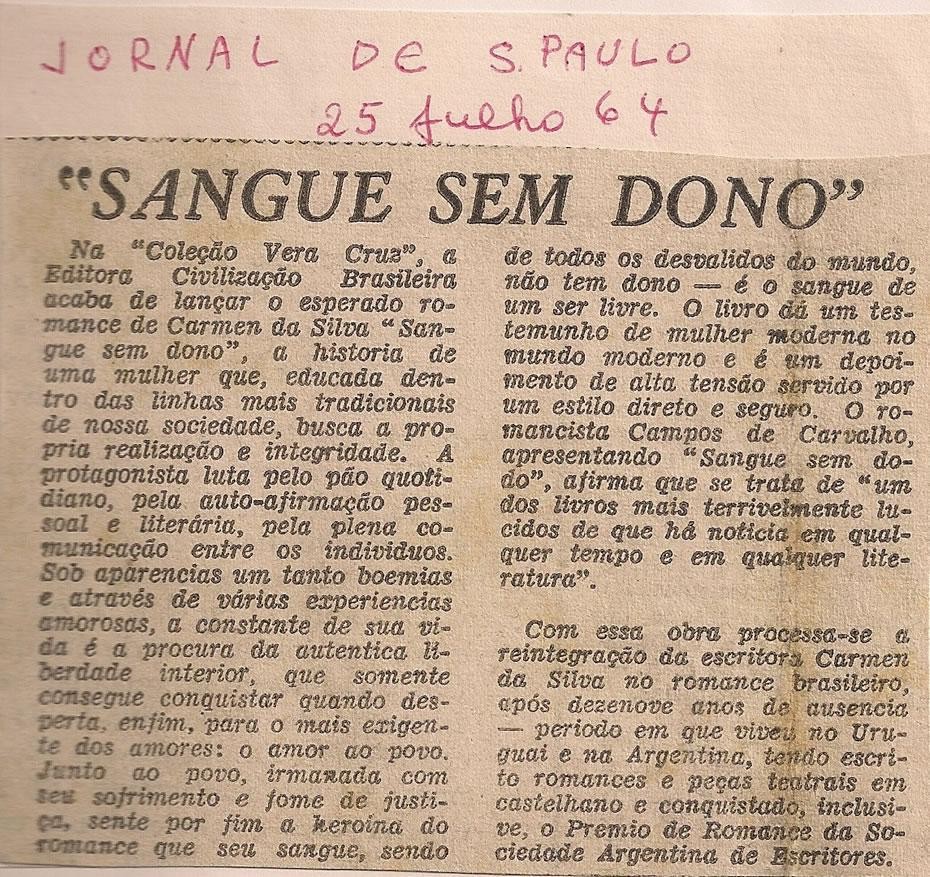 JORNAL DE S. PAULO
25 Julho 64
"SANGUE SEM DONO"
Na "Coleção Vera Cruz", a
Editora Civilização Brasileira
acaba de lançar o esperado ro-
mance de Carmen da Silva "San-
gue sem dono", a historia de
uma mulher que, educada den-
tro das linhas mais tradicionais
de nossa sociedade, busca a pro-
pria realização e integridade. A
protagonista luta pelo pão quoti-
diano, pela auto-afirmação pes-
soal e literária, pela plena co-
municação entre os individuos.
Sob aparencias um tanto boemias
e através de várias experiencias
amorosas, a constante de sua vi-
da é a procura da autentica li-
berdade interior, que somente
consegue conquistar quando des-
perta, enfim, para o mais exigen-
te dos amores: o amor ao povo.
Junto ao povo, irmanada com
seu sofrimento e fome de justi-
ça, sente por fim a heroina do
romance que seu sangue, sendo
de todos os desvalidos do mundo,
não tem dono — é o sangue de
um ser livre. O livro dá um tes-
temunho de mulher moderna no
mundo moderno e é um depoi-
mento de alta tensão servido por
um estilo direto e seguro. O ro-
mancista Campos de Carvalho,
apresentando "Sangue sem do-
do", afirma que se trata de "um
dos livros mais terrivelmente lu-
cidos de que há noticia em qual-
quer tempo e em qualquer lite-
ratura".
Com essa obra processa-se a
reintegração da escritora Carmen
da Silva no romance brasileiro,
após dezenove anos de ausencia
— periodo em que viveu no Uru-
guai e na Argentina, tendo escri-
to romances e peças teatrais em
castelhano e conquistado, inclusi-
ve, o Premio de Romance da So-
ciedade Argentina de Escritores.